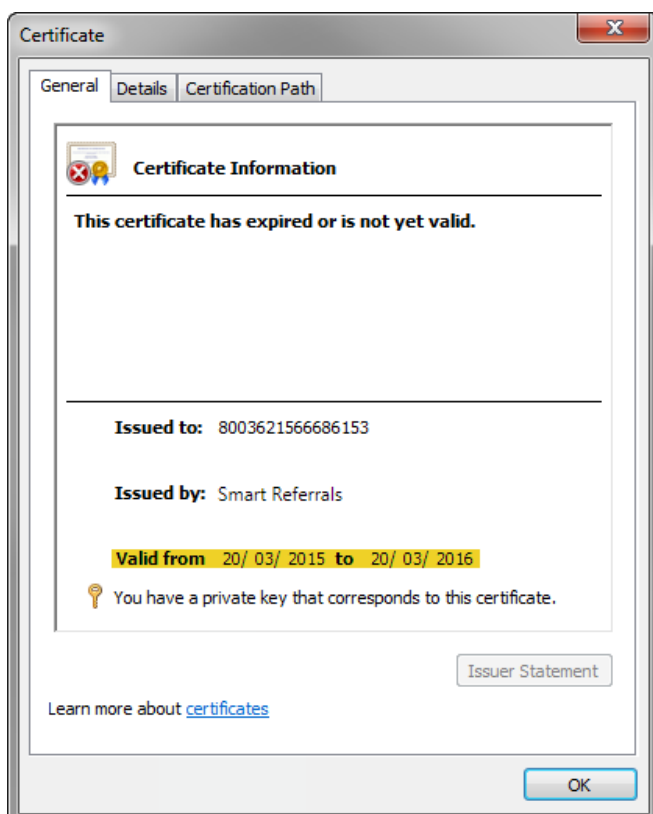 Certificate
General Details Certification Path
Certificate Information
This certificate has expired or is not yet valid.
Issued to: 8003621566686153
Issued by: Smart Referrals
Valid from 20/ 03/ 2015 to 20/ 03/ 2016
You have a private key that corresponds to this certificate.
Issuer Statement
Learn more about certificates
OK